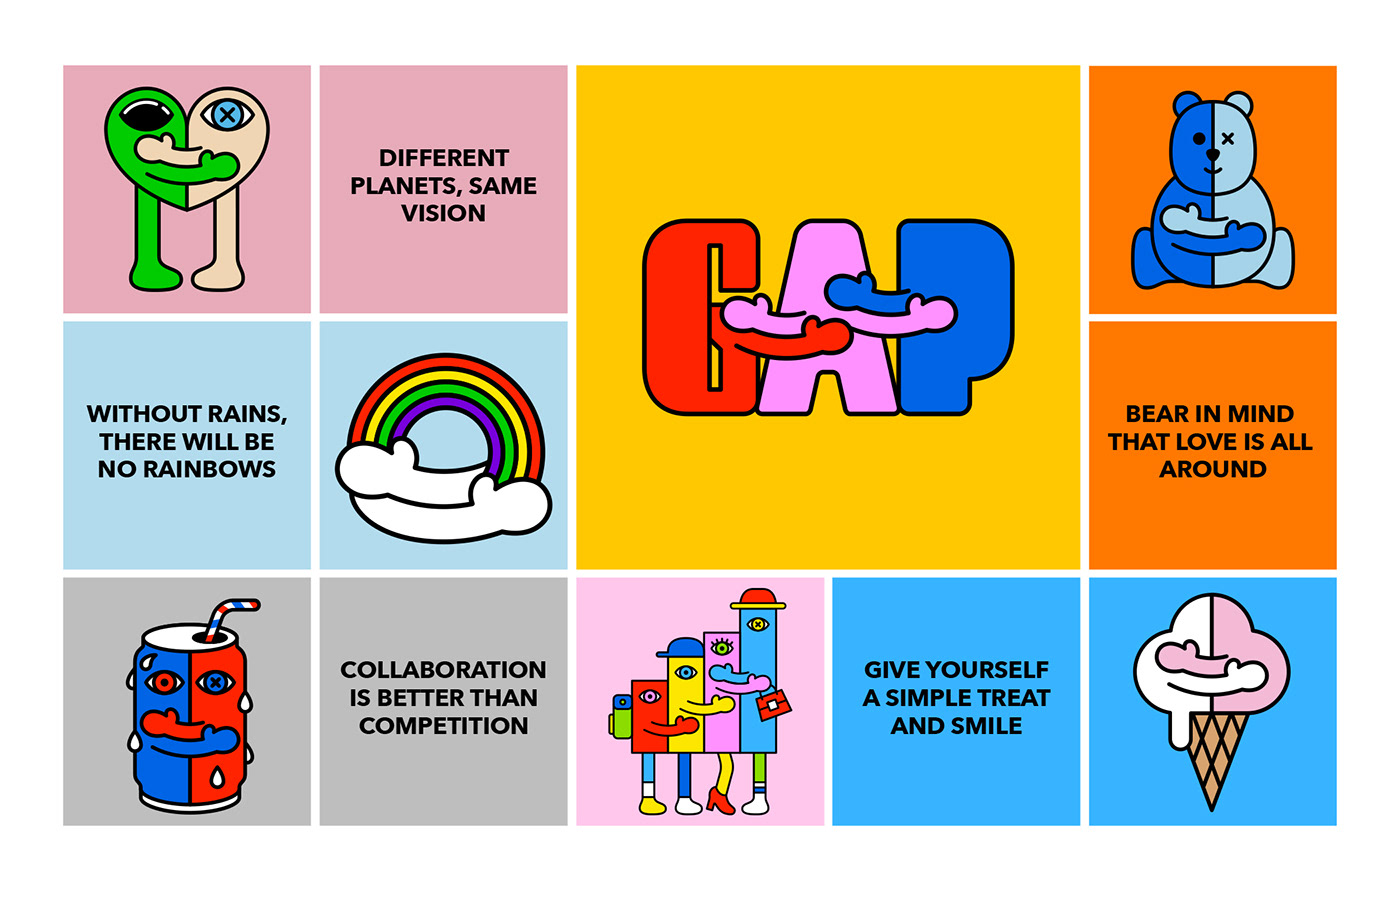 DIFFERENT
PLANETS, SAME
VISION
GAP
WITHOUT RAINS,
THERE WILL BE
NO RAINBOWS
BEAR IN MIND
THAT LOVE IS ALL
AROUND
COLLABORATION
IS BETTER THAN
COMPETITION
GIVE YOURSELF
A SIMPLE TREAT
AND SMILE